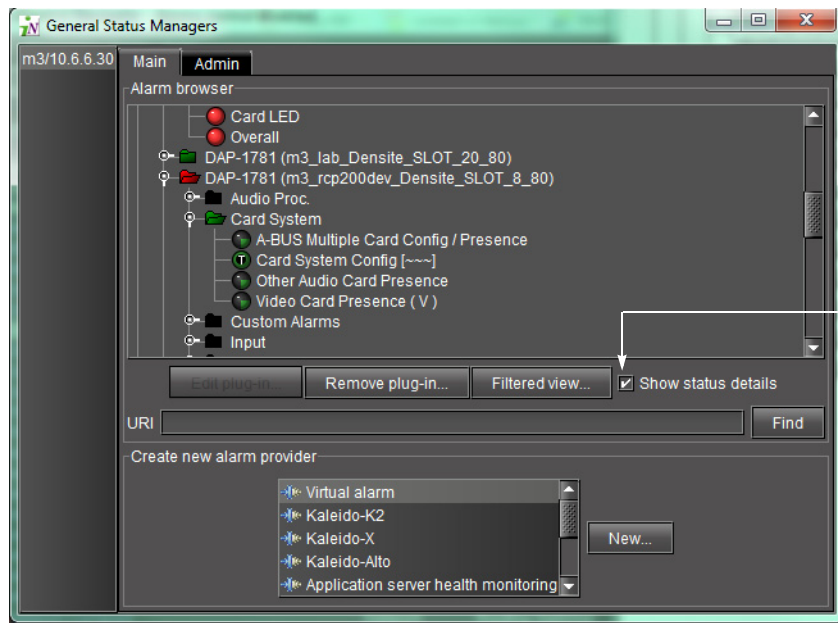 iN General Status Managers
m3/10.6.6.30
Main Admin
Alarm browser
Card LED
Overall
DAP-1781 (m3_lab_Densite_SLOT_20_80)
DAP-1781 (m3_rcp200dev_Densite_SLOT_8_80)
Audio Proc.
Card System
A-BUS Multiple Card Config / Presence
T Card System Config [~~~]
Other Audio Card Presence
Video Card Presence ( V )
Custom Alarms
Input
Edit plug-in... Remove plug-in... Filtered view... Show status details
URI Find
Create new alarm provider
Virtual alarm
Kaleido-K2
Kaleido-X
Kaleido-Alto
Application server health monitoring
New...